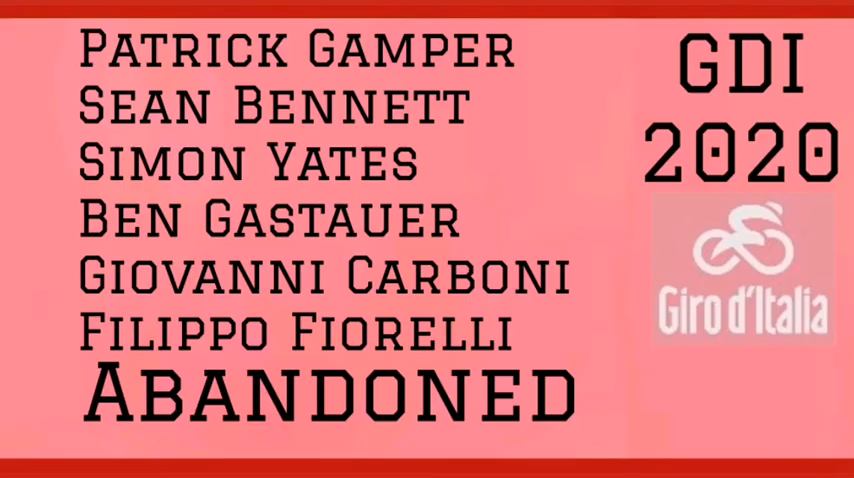 Patrick Gamper
Sean Bennett
Simon Yates
Ben Gastauer
Giovanni Carboni
Filippo Fiorelli
Abandoned
GDI
2020
Giro d'Italia